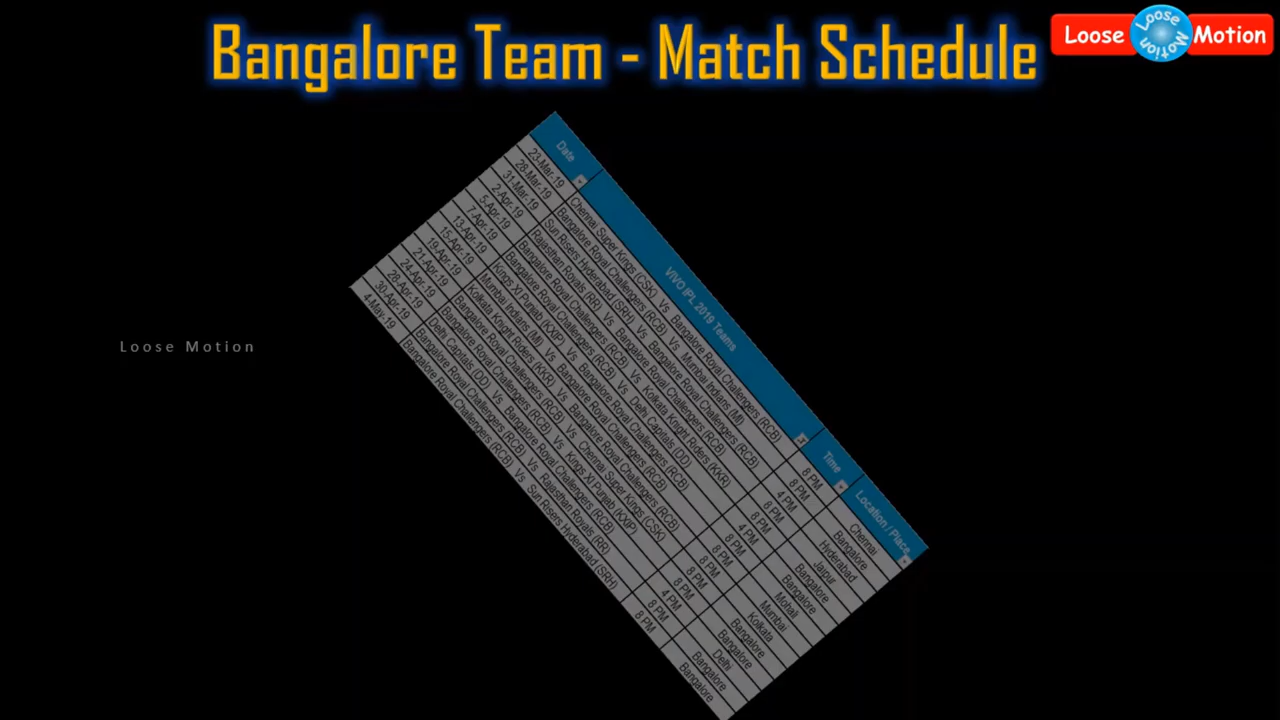 Bangalore Team - Match Schedule
Loose Loose Motion Motion
Date VIVO IPL 2019 Teams Time Location / Place
23-Mar-19 Chennai Super Kings (CSK) Vs Bangalore Royal Challengers (RCB) 8 PM Chennai
28-Mar-19 Bangalore Royal Challengers (RCB) Vs Mumbai Indians (MI) 8 PM Bangalore
31-Mar-19 Sun Risers Hyderabad (SRH) Vs Bangalore Royal Challengers (RCB) 4 PM Hyderabad
2-Apr-19 Rajasthan Royals (RR) Vs Bangalore Royal Challengers (RCB) 8 PM Jaipur
5-Apr-19 Bangalore Royal Challengers (RCB) Vs Kolkata Knight Riders (KKR) 8 PM Bangalore
7-Apr-19 Bangalore Royal Challengers (RCB) Vs Delhi Capitals (DD) 4 PM Bangalore
13-Apr-19 Kings XI Punjab (KXIP) Vs Bangalore Royal Challengers (RCB) 8 PM Mohali
15-Apr-19 Mumbai Indians (MI) Vs Bangalore Royal Challengers (RCB) 8 PM Mumbai
19-Apr-19 Kolkata Knight Riders (KKR) Vs Bangalore Royal Challengers (RCB) 8 PM Kolkata
21-Apr-19 Bangalore Royal Challengers (RCB) Vs Chennai Super Kings (CSK) 8 PM Bangalore
24-Apr-19 Bangalore Royal Challengers (RCB) Vs Kings XI Punjab (KXIP) 8 PM Bangalore
28-Apr-19 Delhi Capitals (DD) Vs Bangalore Royal Challengers (RCB) 4 PM Delhi
30-Apr-19 Bangalore Royal Challengers (RCB) Vs Rajasthan Royals (RR) 8 PM Bangalore
4-May-19 Bangalore Royal Challengers (RCB) Vs Sun Risers Hyderabad (SRH) 8 PM Bangalore
Loose Motion